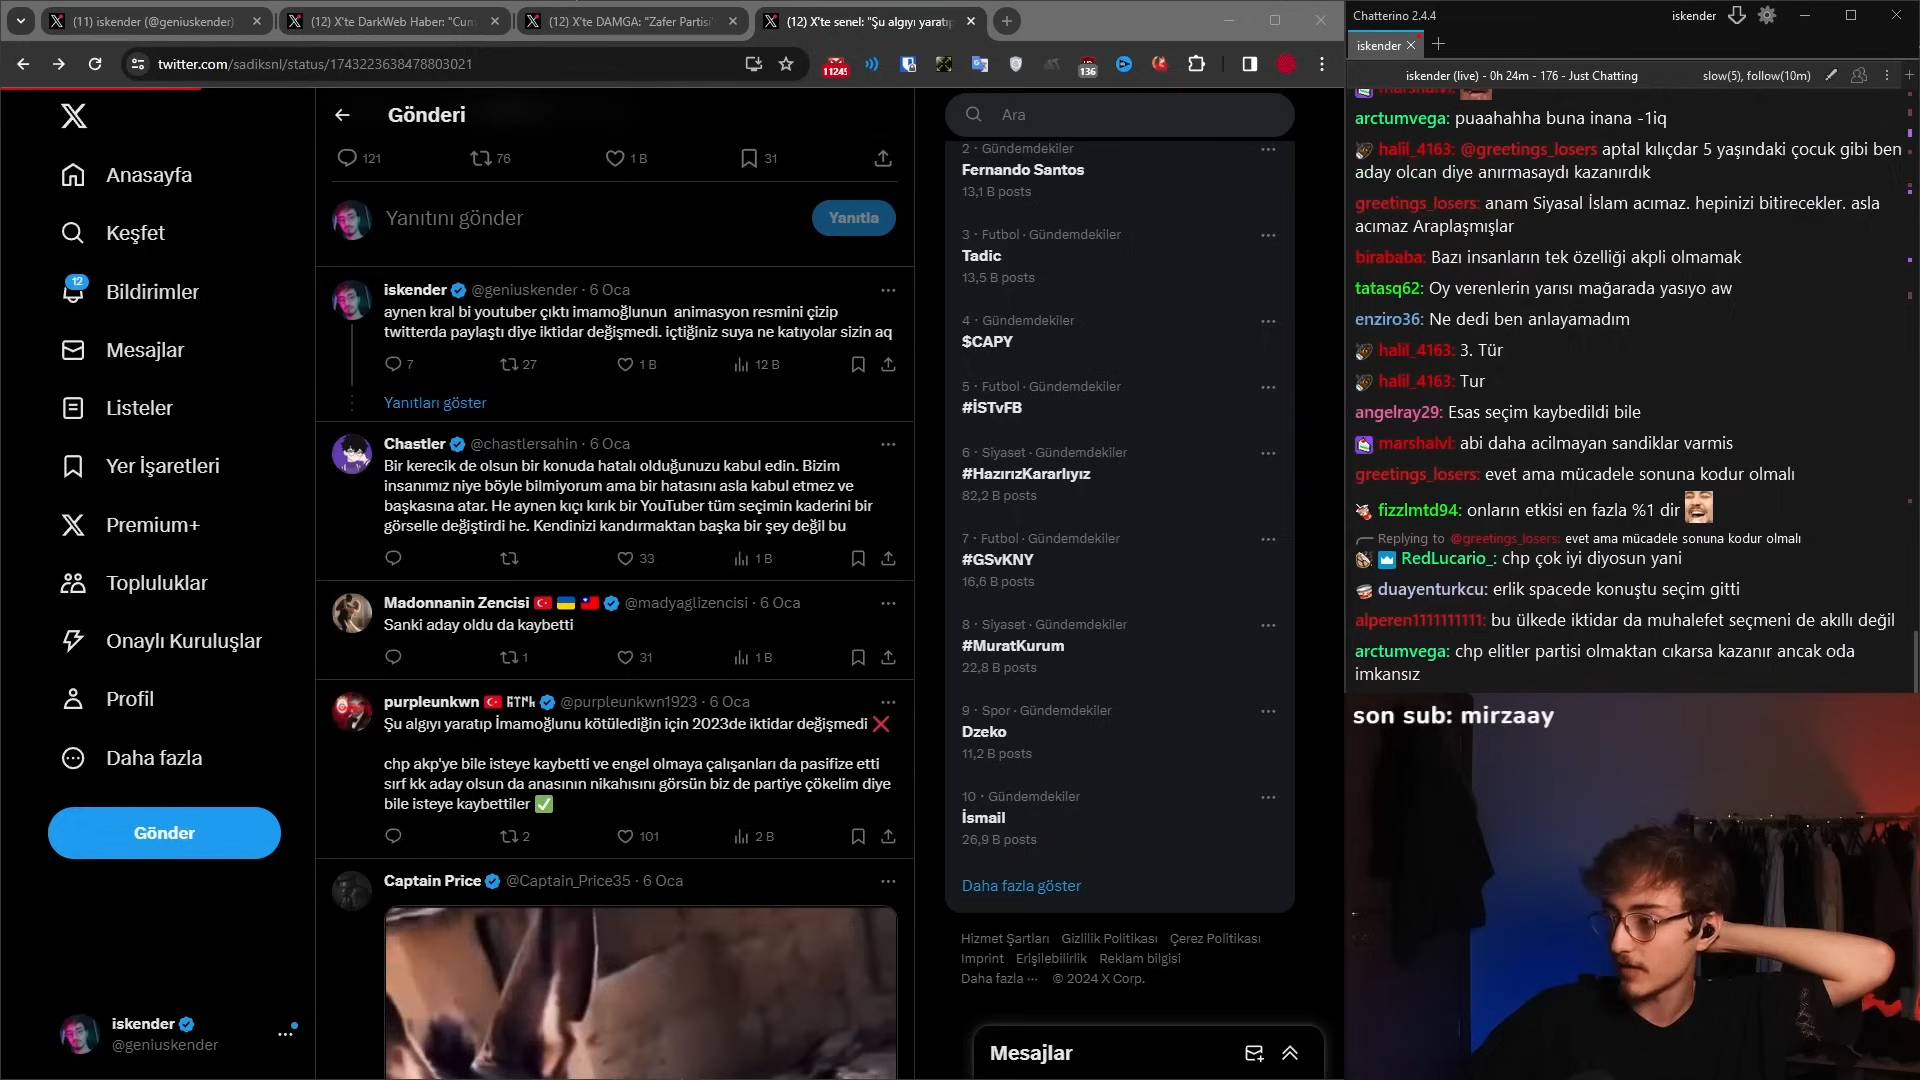 (11) iskender (@geniuskender)
(12) X'te DarkWeb Haber: "Cum
(12) X'te DAMGA: "Zafer Partisi
(12) X'te senel: "Şu algıyı yaratıp
twitter.com/sadiksnl/status/1743223638478803021
11245
136
Anasayfa
Keşfet
12
Bildirimler
Mesajlar
Listeler
Yer İşaretleri
Premium+
Topluluklar
Onaylı Kuruluşlar
Profil
Daha fazla
Gönder
iskender
@geniuskender
Gönderi
121 76 1 B 31
Yanıtını gönder
Yanıtla
iskender @geniuskender · 6 Oca
aynen kral bi youtuber çıktı imamoğlunun animasyon resmini çizip
twitterda paylaştı diye iktidar değişmedi. içtiğiniz suya ne katıyolar sizin aq
7 27 1 B 12 B
Yanıtları göster
Chastler @chastlersahin · 6 Oca
Bir kerecik de olsun bir konuda hatalı olduğunuzu kabul edin. Bizim
insanımız niye böyle bilmiyorum ama bir hatasını asla kabul etmez ve
başkasına atar. He aynen kıçı kırık bir YouTuber tüm seçimin kaderini bir
görselle değiştirdi he. Kendinizi kandırmaktan başka bir şey değil bu
33 1 B
Madonnanin Zencisi @madyaglizencisi · 6 Oca
Sanki aday oldu da kaybetti
1 31 1 B
purpleunkwn @purpleunkwn1923 · 6 Oca
Şu algıyı yaratıp İmamoğlunu kötülediğin için 2023de iktidar değişmedi ❌
chp akp'ye bile isteye kaybetti ve engel olmaya çalışanları da pasifize etti
sırf kk aday olsun da anasının nikahısını görsün biz de partiye çökelim diye
bile isteye kaybettiler ✅
2 101 2 B
Captain Price @Captain_Price35 · 6 Oca
Ara
2 · Gündemdekiler
Fernando Santos
13,1 B posts
3 · Futbol · Gündemdekiler
Tadic
13,5 B posts
4 · Gündemdekiler
$CAPY
5 · Futbol · Gündemdekiler
#İSTvFB
6 · Siyaset · Gündemdekiler
#HazırızKararlıyız
82,2 B posts
7 · Futbol · Gündemdekiler
#GSvKNY
16,6 B posts
8 · Siyaset · Gündemdekiler
#MuratKurum
22,8 B posts
9 · Spor · Gündemdekiler
Dzeko
11,2 B posts
10 · Gündemdekiler
İsmail
26,9 B posts
Daha fazla göster
Hizmet Şartları Gizlilik Politikası Çerez Politikası
Imprint Erişilebilirlik Reklam bilgisi
Daha fazla ··· © 2024 X Corp.
Mesajlar
Chatterino 2.4.4
iskender
iskender
iskender (live) - 0h 24m - 176 - Just Chatting
slow(5), follow(10m)
marshalvl:
arctumvega: puaahahha buna inana -1iq
halil_4163: @greetings_losers aptal kılıçdar 5 yaşındaki çocuk gibi ben
aday olcan diye anırmasaydı kazanırdık
greetings_losers: anam Siyasal İslam acımaz. hepinizi bitirecekler. asla
acımaz Araplaşmışlar
birababa: Bazı insanların tek özelliği akpli olmamak
tatasq62: Oy verenlerin yarısı mağarada yasıyo aw
enziro36: Ne dedi ben anlayamadım
halil_4163: 3. Tür
halil_4163: Tur
angelray29: Esas seçim kaybedildi bile
marshalvl: abi daha acilmayan sandiklar varmis
greetings_losers: evet ama mücadele sonuna kodur olmalı
fizzlmtd94: onların etkisi en fazla %1 dir
Replying to @greetings_losers: evet ama mücadele sonuna kodur olmalı
RedLucario_: chp çok iyi diyosun yani
duayenturkcu: erlik spacede konuştu seçim gitti
alperen1111111111: bu ülkede iktidar da muhalefet seçmeni de akıllı değil
arctumvega: chp elitler partisi olmaktan cıkarsa kazanır ancak oda
imkansız
son sub: mirzaay